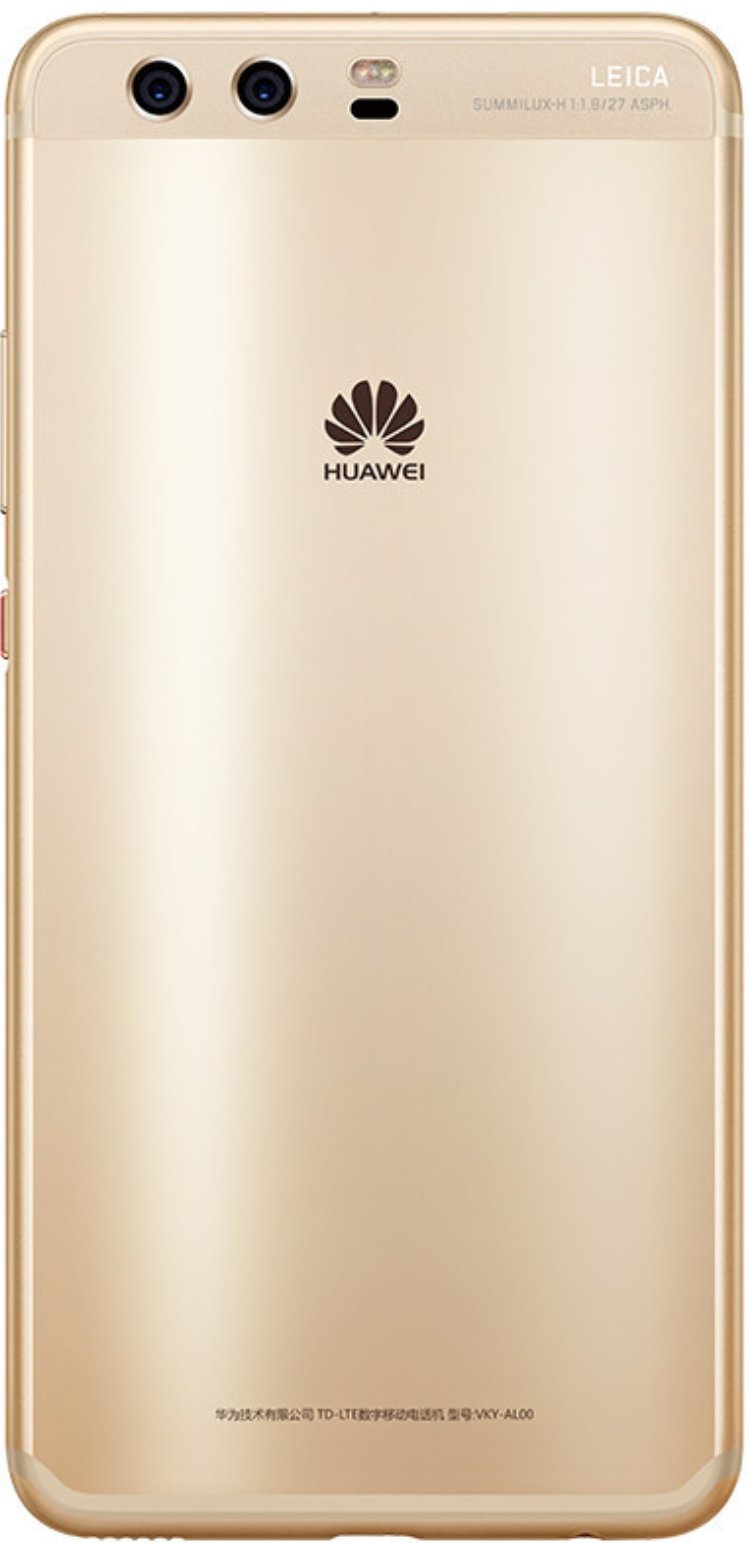 LEICA
SUMMILUX-H 1:1.8/27 ASPH.
HUAWEI
华为技术有限公司 TD-LTE数字移动电话机 型号:VKY-AL00